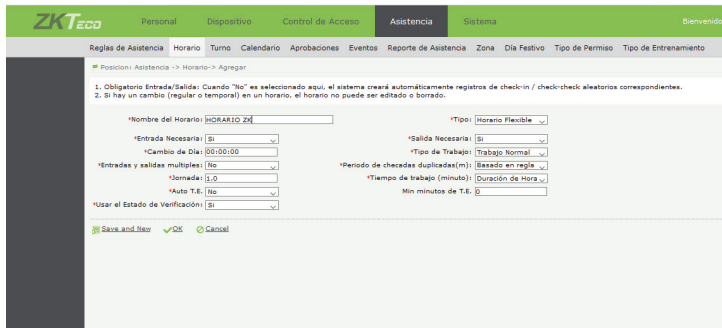 ZKTeco Personal Dispositivo Control de Acceso Asistencia Sistema Bienvenido
Reglas de Asistencia Horario Turno Calendario Aprobaciones Eventos Reporte de Asistencia Zona Día Festivo Tipo de Permiso Tipo de Entrenamiento
Posicion: Asistencia -> Horario-> Agregar
1. Obligatorio Entrada/Salida: Cuando "No" es seleccionado aqui, el sistema creará automáticamente registros de check-in / check-check aleatorios correspondientes.
2. Si hay un cambio (regular o temporal) en un horario, el horario no puede ser editado o borrado.
*Nombre del Horario: HORARIO ZK *Tipo: Horario Flexible
*Entrada Necesaria: Si *Salida Necesaria: Si
*Cambio de Día: 00:00:00 *Tipo de Trabajo: Trabajo Normal
*Entradas y salidas multiples: No *Periodo de checadas duplicadas(m): Basado en regla
*Jornada: 1.0 *Tiempo de trabajo (minuto): Duración de Hora
*Auto T.E. No Min minutos de T.E. 0
*Usar el Estado de Verificación: Si
Save and New OK Cancel